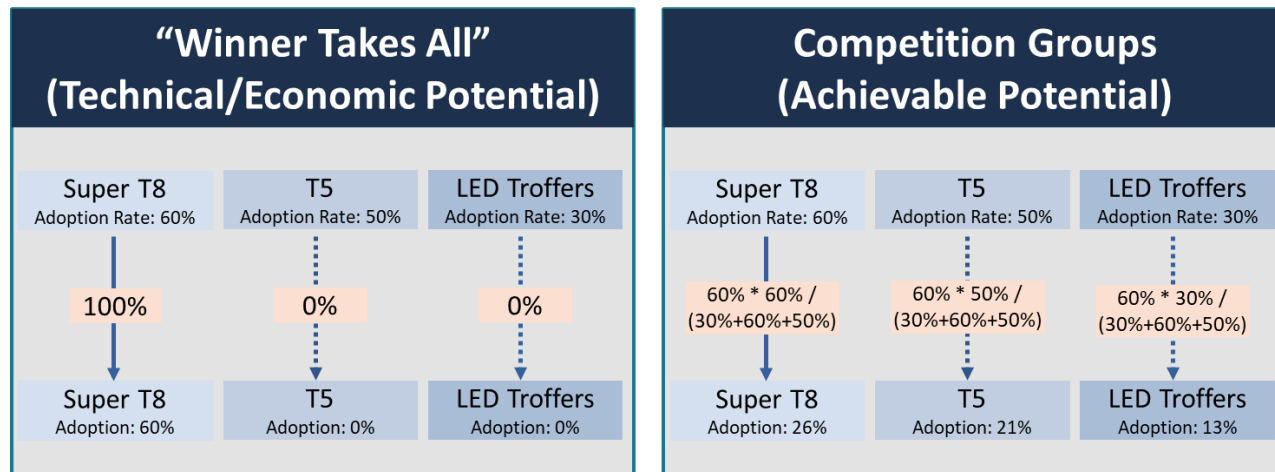 “Winner Takes All”
(Technical/Economic Potential)
Super T8
Adoption Rate: 60%
T5
Adoption Rate: 50%
LED Troffers
Adoption Rate: 30%
100%
0%
0%
Super T8
Adoption: 60%
T5
Adoption: 0%
LED Troffers
Adoption: 0%
Competition Groups
(Achievable Potential)
Super T8
Adoption Rate: 60%
T5
Adoption Rate: 50%
LED Troffers
Adoption Rate: 30%
60% * 60% /
(30%+60%+50%)
60% * 50% /
(30%+60%+50%)
60% * 30% /
(30%+60%+50%)
Super T8
Adoption: 26%
T5
Adoption: 21%
LED Troffers
Adoption: 13%